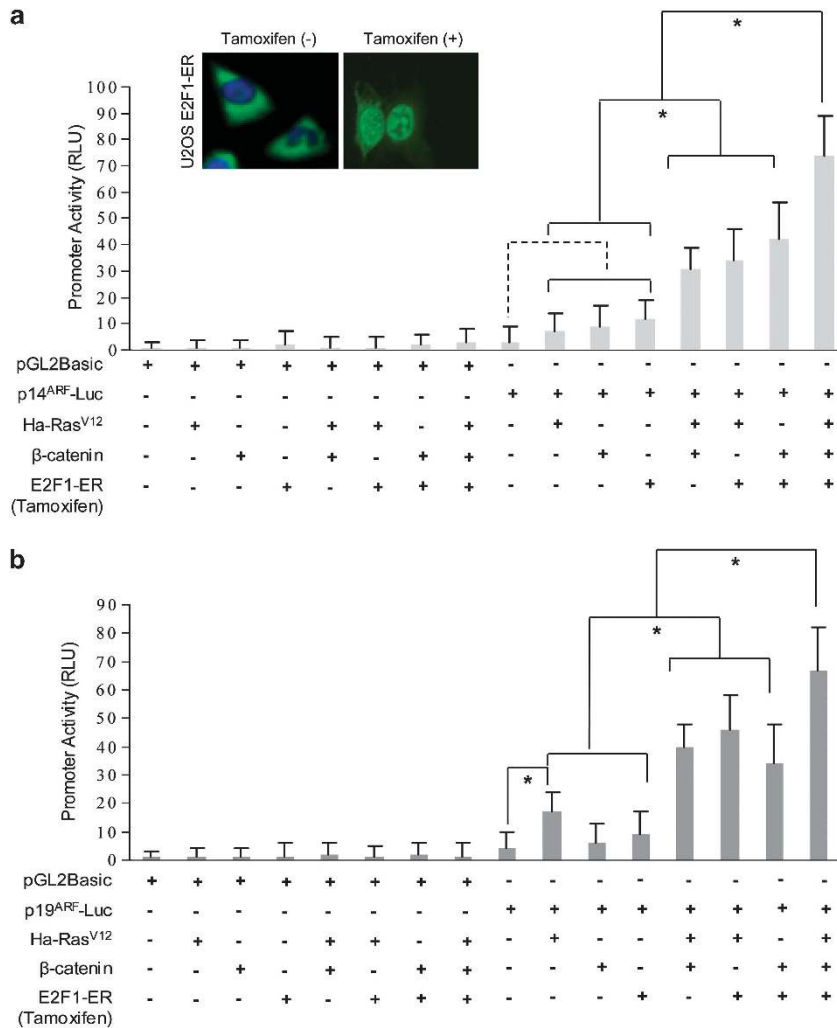 a
Tamoxifen (-) Tamoxifen (+)
U2OS E2F1-ER
*
*
Promoter Activity (RLU)
100
90
80
70
60
50
40
30
20
10
0
pGL2Basic + + + + + + + + - - - - - - - -
p14ARF-Luc - - - - - - - - + + + + + + + +
Ha-RasV12 - + - - + + - + - + - - + + - +
β-catenin - - + - + - + + - - + - + - + +
E2F1-ER - - - + - + + + - - - + - + + +
(Tamoxifen)
b
*
*
*
Promoter Activity (RLU)
90
80
70
60
50
40
30
20
10
0
pGL2Basic + + + + + + + + - - - - - - - -
p19ARF-Luc - - - - - - - - + + + + + + + +
Ha-RasV12 - + - - + + - + - + - - + + - +
β-catenin - - + - + - + + - - + - + - + +
E2F1-ER - - - + - + + + - - - + - + + +
(Tamoxifen)